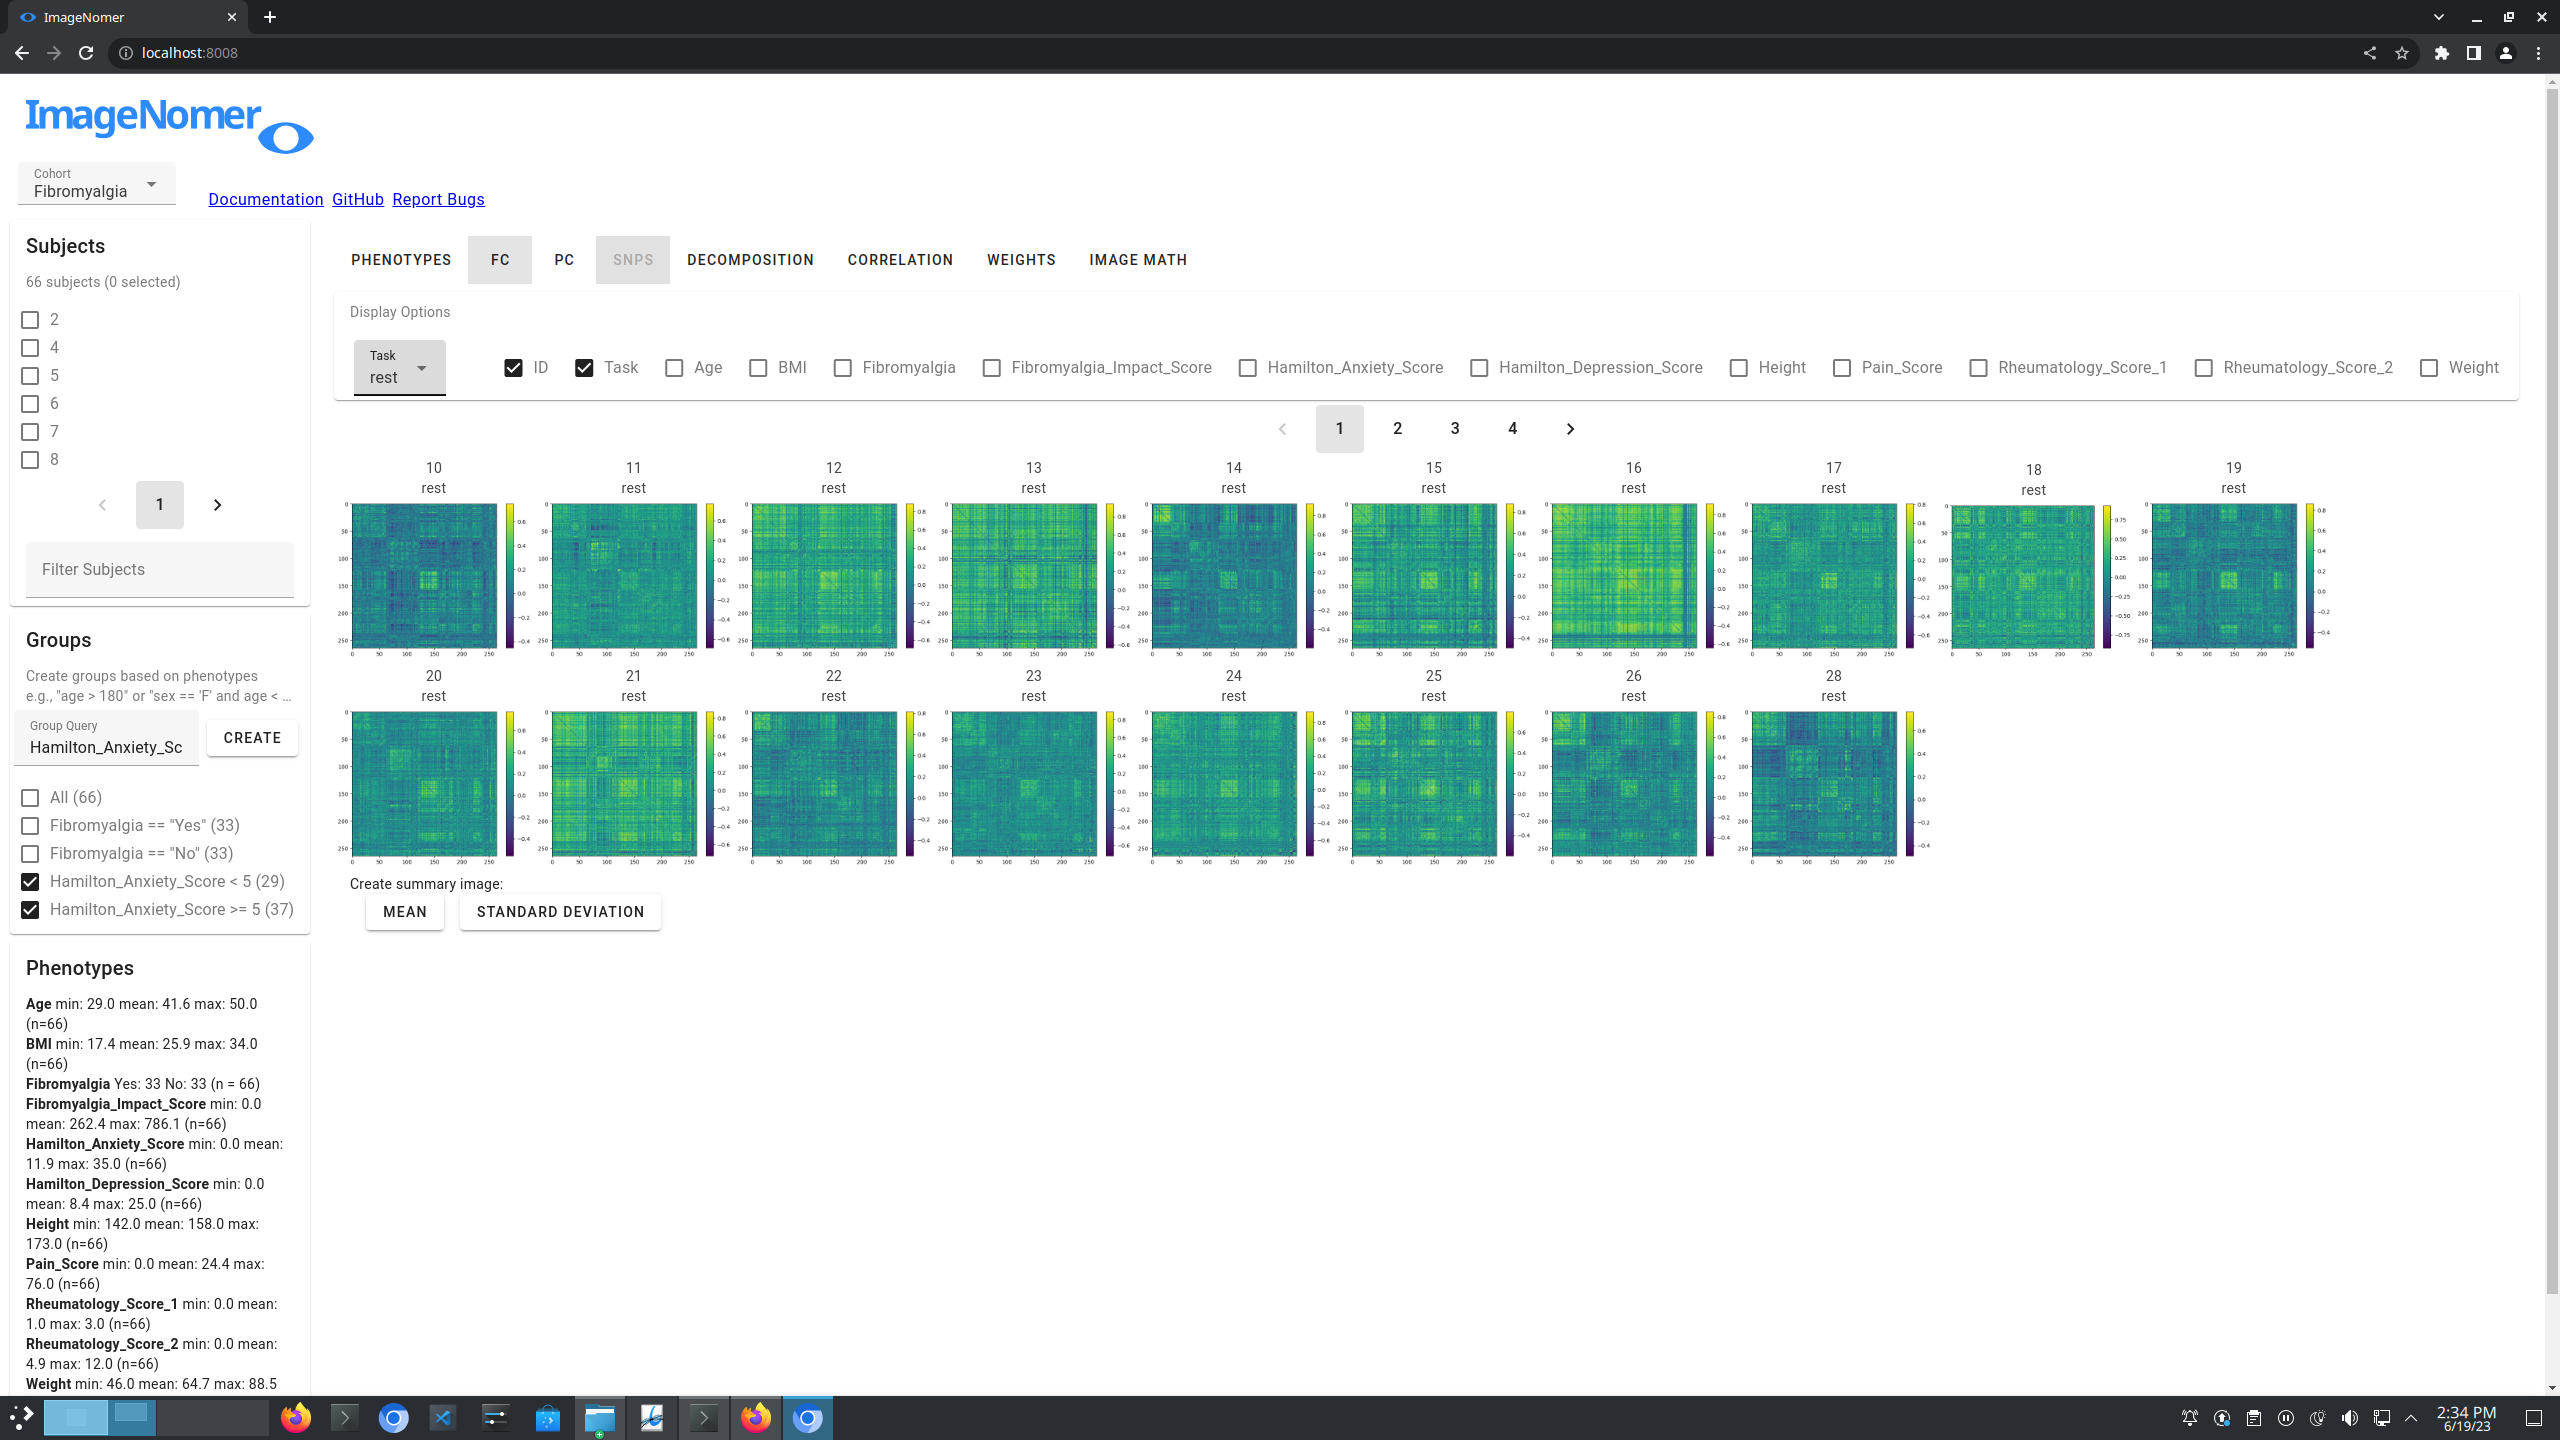 ImageNomer
localhost:8008
ImageNomer
Cohort
Fibromyalgia
Documentation GitHub Report Bugs
Subjects
66 subjects (0 selected)
2
4
5
6
7
8
1
Filter Subjects
Groups
Create groups based on phenotypes
e.g., "age > 180" or "sex == 'F' and age < …
Group Query
Hamilton_Anxiety_Sc
CREATE
All (66)
Fibromyalgia == "Yes" (33)
Fibromyalgia == "No" (33)
Hamilton_Anxiety_Score < 5 (29)
Hamilton_Anxiety_Score >= 5 (37)
Phenotypes
Age min: 29.0 mean: 41.6 max: 50.0
(n=66)
BMI min: 17.4 mean: 25.9 max: 34.0
(n=66)
Fibromyalgia Yes: 33 No: 33 (n = 66)
Fibromyalgia_Impact_Score min: 0.0
mean: 262.4 max: 786.1 (n=66)
Hamilton_Anxiety_Score min: 0.0 mean:
11.9 max: 35.0 (n=66)
Hamilton_Depression_Score min: 0.0
mean: 8.4 max: 25.0 (n=66)
Height min: 142.0 mean: 158.0 max:
173.0 (n=66)
Pain_Score min: 0.0 mean: 24.4 max:
76.0 (n=66)
Rheumatology_Score_1 min: 0.0 mean:
1.0 max: 3.0 (n=66)
Rheumatology_Score_2 min: 0.0 mean:
4.9 max: 12.0 (n=66)
Weight min: 46.0 mean: 64.7 max: 88.5
PHENOTYPES FC PC SNPS DECOMPOSITION CORRELATION WEIGHTS IMAGE MATH
Display Options
Task
rest
ID Task Age BMI Fibromyalgia Fibromyalgia_Impact_Score Hamilton_Anxiety_Score Hamilton_Depression_Score Height Pain_Score Rheumatology_Score_1 Rheumatology_Score_2 Weight
1 2 3 4
10 11 12 13 14 15 16 17 18 19
rest rest rest rest rest rest rest rest rest rest
20 21 22 23 24 25 26 28
rest rest rest rest rest rest rest rest
Create summary image:
MEAN STANDARD DEVIATION
2:34 PM
6/19/23